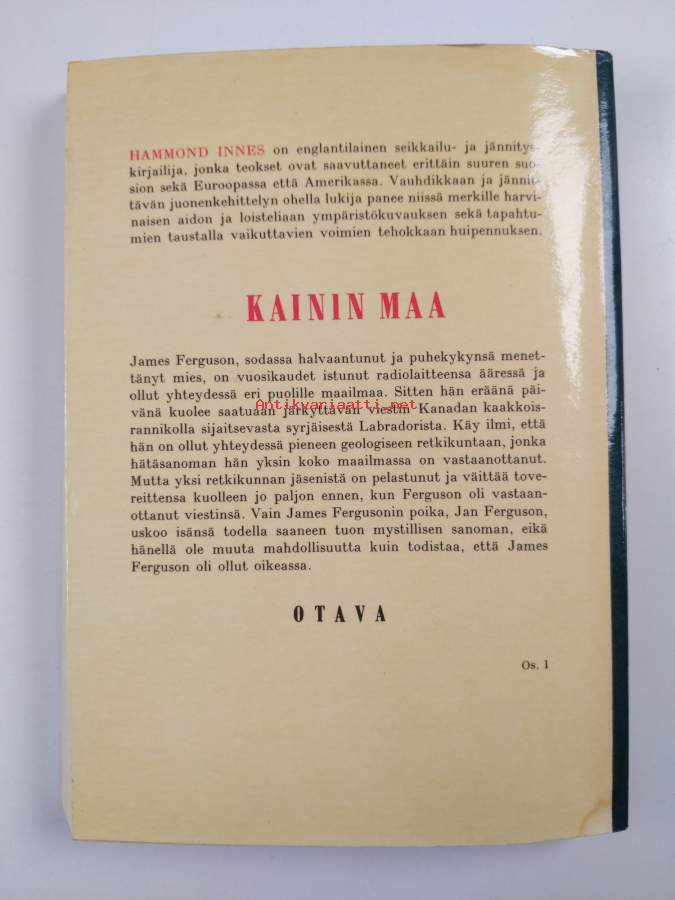 HAMMOND INNES on englantilainen seikkailu- ja jännitys-
kirjailija, jonka teokset ovat saavuttaneet erittäin suuren suo-
sion sekä Euroopassa että Amerikassa. Vauhdikkaan ja jännit-
tävän juonenkehittelyn ohella lukija panee niissä merkille harvi-
naisen aidon ja loisteliaan ympäristökuvauksen sekä tapahtu-
mien taustalla vaikuttavien voimien tehokkaan huipennuksen.
KAININ MAA
James Ferguson, sodassa halvaantunut ja puhekykynsä menet-
tänyt mies, on vuosikaudet istunut radiolaitteensa ääressä ja
ollut yhteydessä eri puolille maailmaa. Sitten hän eräänä päi-
vänä kuolee saatuaan järkyttävän viestin Kanadan kaakkois-
Antikvariaatti.net
rannikolla sijaitsevasta syrjäisestä Labradorista. Käy ilmi, että
hän on ollut yhteydessä pieneen geologiseen retkikuntaan, jonka
hätäsanoman hän yksin koko maailmassa on vastaanottanut.
Mutta yksi retkikunnan jäsenistä on pelastunut ja väittää tove-
reittensa kuolleen jo paljon ennen, kun Ferguson oli vastaan-
ottanut viestinsä. Vain James Fergusonin poika, Jan Ferguson,
uskoo isänsä todella saaneen tuon mystillisen sanoman, eikä
hänellä ole muuta mahdollisuutta kuin todistaa, että James
Ferguson oli ollut oikeassa.
OTAVA
Os. 1